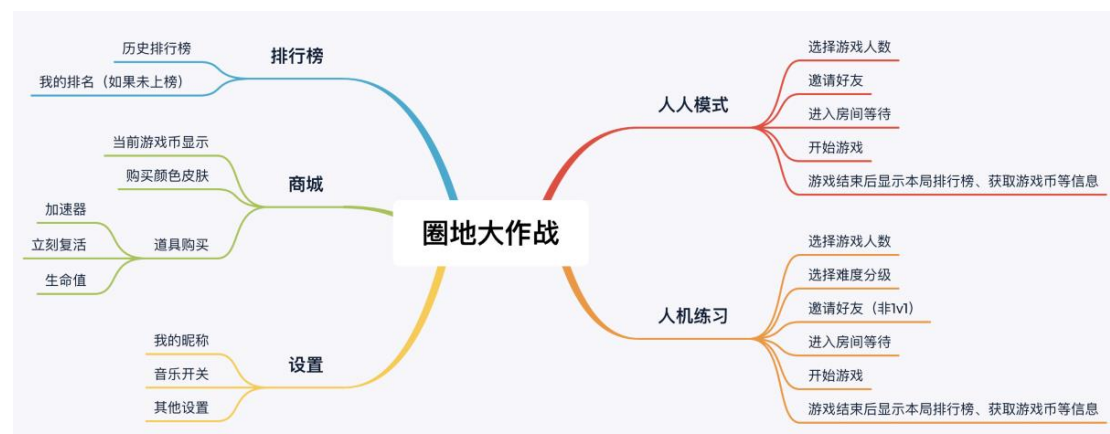 圈地大作战
排行榜
历史排行榜
我的排名（如果未上榜）
商城
当前游戏币显示
购买颜色皮肤
道具购买
加速器
立刻复活
生命值
设置
我的昵称
音乐开关
其他设置
人人模式
选择游戏人数
邀请好友
进入房间等待
开始游戏
游戏结束后显示本局排行榜、获取游戏币等信息
人机练习
选择游戏人数
选择难度分级
邀请好友（非1v1）
进入房间等待
开始游戏
游戏结束后显示本局排行榜、获取游戏币等信息